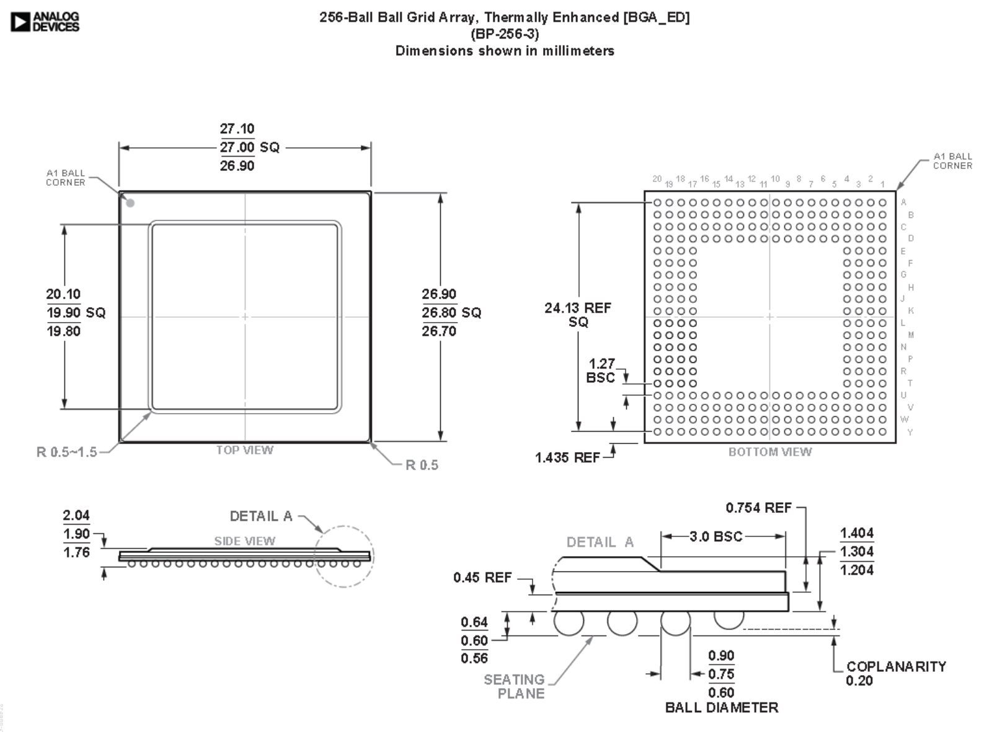 ANALOG
DEVICES
256-Ball Ball Grid Array, Thermally Enhanced [BGA_ED]
(BP-256-3)
Dimensions shown in millimeters
27.10
27.00 SQ
26.90
A1 BALL
CORNER
20.10
19.90 SQ
19.80
26.90
26.80 SQ
26.70
R 0.5~1.5
TOP VIEW
R 0.5
A1 BALL
CORNER
20 18 16 14 12 10 8 6 4 2
19 17 15 13 11 9 7 5 3 1
A
B
C
D
E
F
G
H
J
K
L
M
N
P
R
T
U
V
W
Y
24.13 REF
SQ
1.27
BSC
1.435 REF
BOTTOM VIEW
2.04
1.90
1.76
DETAIL A
SIDE VIEW
0.754 REF
DETAIL A
3.0 BSC
1.404
1.304
1.204
0.45 REF
0.64
0.60
0.56
SEATING
PLANE
0.90
0.75
0.60
BALL DIAMETER
COPLANARITY
0.20